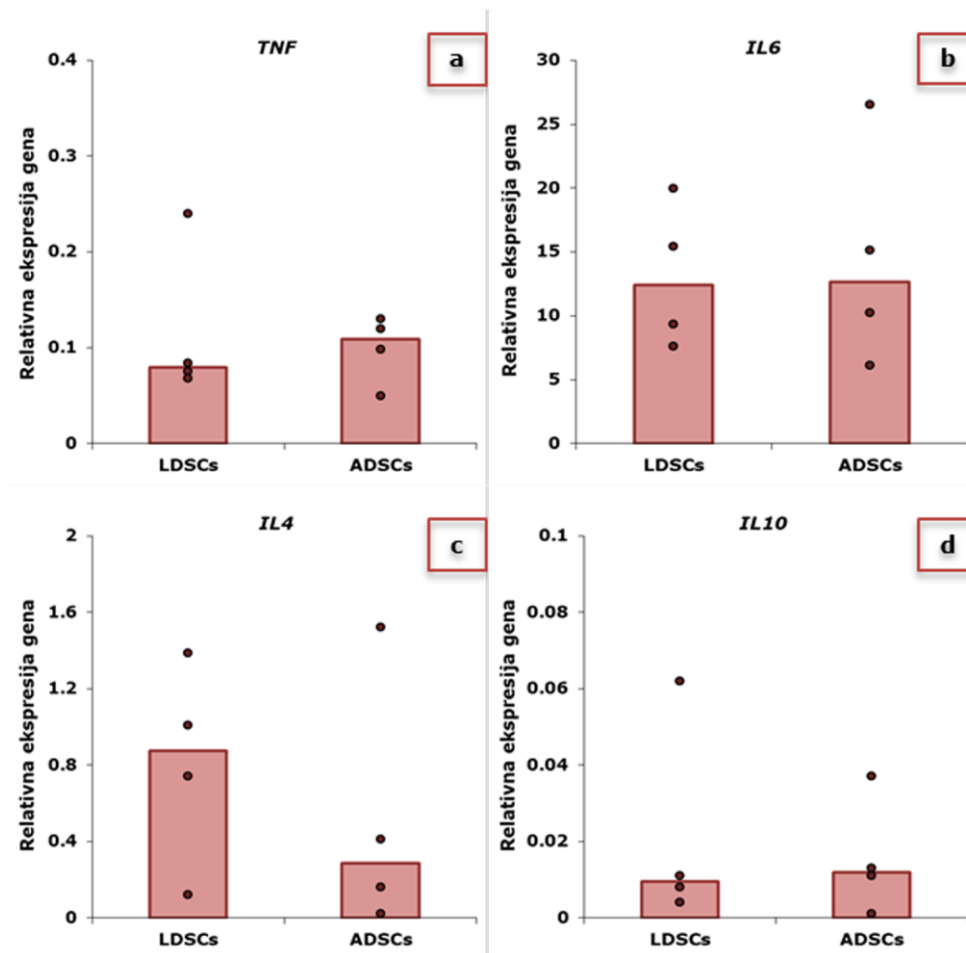 TNF
a
Relativna ekspresija gena
0.4
0.3
0.2
0.1
0
LDSCs ADSCs
IL6
b
Relativna ekspresija gena
30
25
20
15
10
5
0
LDSCs ADSCs
IL4
c
Relativna ekspresija gena
2
1.6
1.2
0.8
0.4
0
LDSCs ADSCs
IL10
d
Relativna ekspresija gena
0.1
0.08
0.06
0.04
0.02
0
LDSCs ADSCs